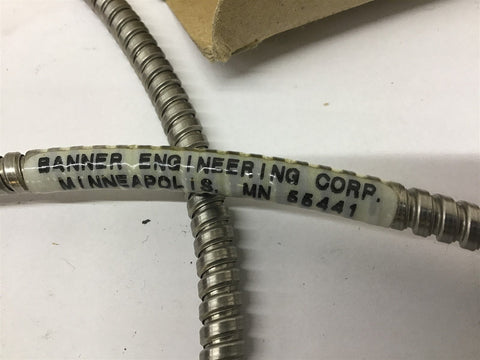 BANNER ENGINEERING CORP.
MINNEAPOLiS, MN 55441